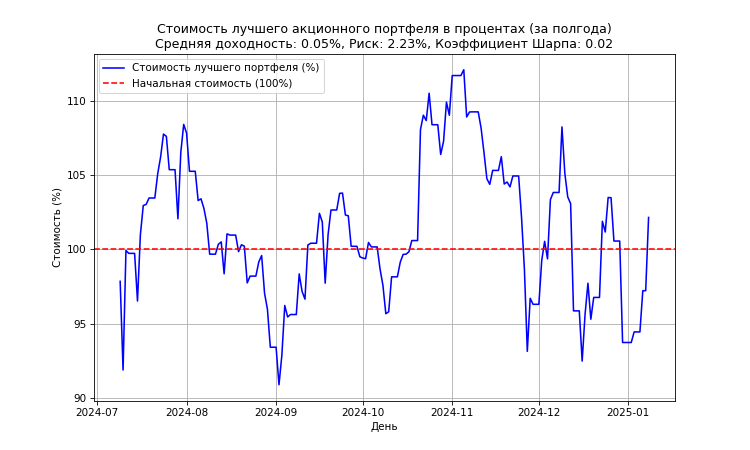 Стоимость лучшего акционного портфеля в процентах (за полгода)
Средняя доходность: 0.05%, Риск: 2.23%, Коэффициент Шарпа: 0.02
Стоимость лучшего портфеля (%)
Начальная стоимость (100%)
Стоимость (%)
110
105
100
95
90
2024-07 2024-08 2024-09 2024-10 2024-11 2024-12 2025-01
День